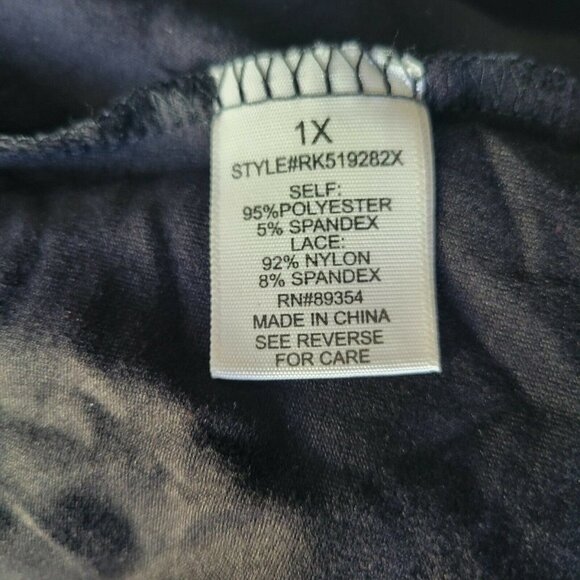 1X
STYLE#RK519282X
SELF:
95%POLYESTER
5% SPANDEX
LACE:
92% NYLON
8% SPANDEX
RN#89354
MADE IN CHINA
SEE REVERSE
FOR CARE